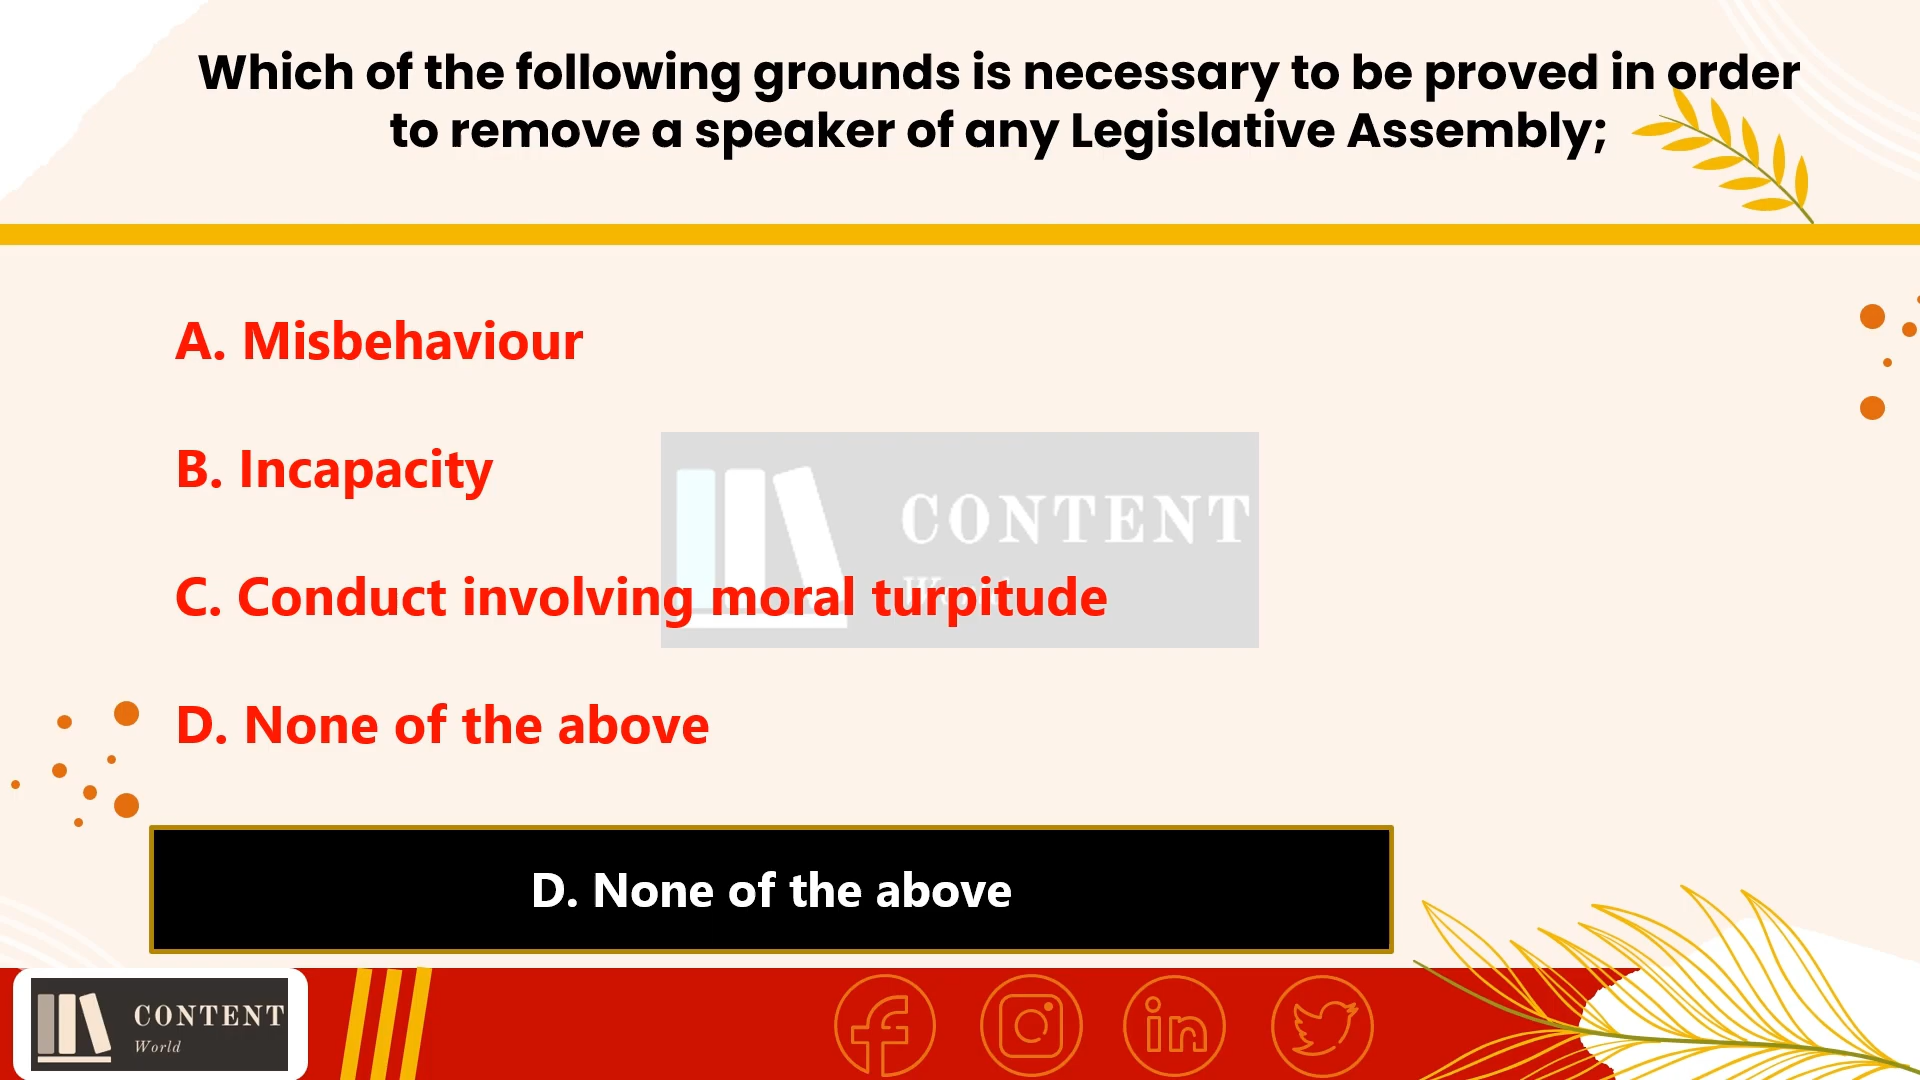 Which of the following grounds is necessary to be proved in order
to remove a speaker of any Legislative Assembly;
A. Misbehaviour
B. Incapacity
CONTENT
World
C. Conduct involving moral turpitude
D. None of the above
D. None of the above
CONTENT
World